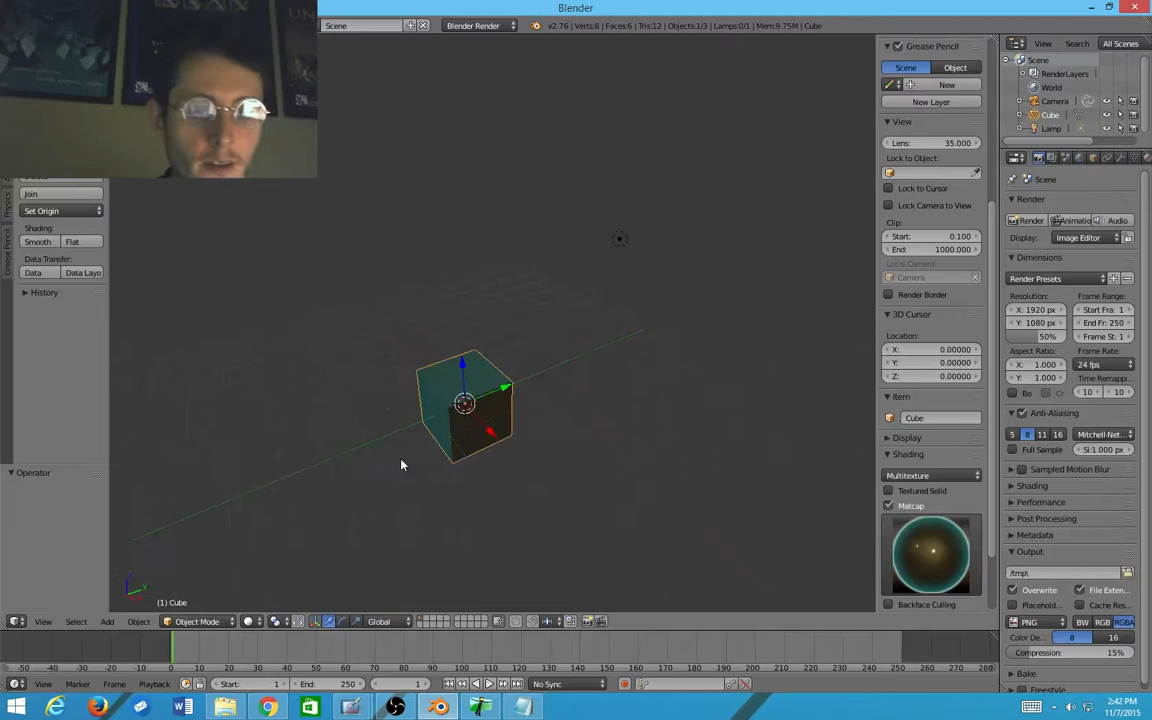 Blender
Scene
Blender Render
v2.76 | Verts:8 | Faces:6 | Tris:12 | Objects:1/3 | Lamps:0/1 | Mem:9.75M | Cube
View Search All Scenes
Scene
RenderLayers
World
Camera
Cube
Lamp
Scene
Render
Render Animatio Audio
Display: Image Editor
Dimensions
Render Presets
Resolution: Frame Range:
X: 1920 px Start Fra: 1
Y: 1080 px End Fr: 250
50% Frame St: 1
Aspect Ratio: Frame Rate:
X: 1.000 24 fps
Y: 1.000 Time Remappi
Bo Cr 10 10
Anti-Aliasing
5 8 11 16 Mitchell-Net
Full Sample Si:1.000 px
Sampled Motion Blur
Shading
Performance
Post Processing
Metadata
Output
/tmp\
Overwrite File Exten...
Placehold... Cache Res...
PNG BW RGB RGBA
Color De... 8 16
Compression: 15%
Bake
Freestyle
Grease Pencil
Scene Object
New
New Layer
View
Lens: 35.000
Lock to Object:
Lock to Cursor
Lock Camera to View
Clip:
Start: 0.100
End: 1000.000
Local Camera:
Camera
Render Border
3D Cursor
Location:
X: 0.00000
Y: 0.00000
Z: 0.00000
Item
Cube
Display
Shading
Multitexture
Textured Solid
Matcap
Backface Culling
Physics
Grease Pencil
Join
Set Origin
Shading:
Smooth Flat
Data Transfer:
Data Data Layo
History
Operator
(1) Cube
View Select Add Object Object Mode Global
-50 -40 -30 -20 -10 0 10 20 30 40 50 60 70 80 90 100 110 120 130 140 150 160 170 180 190 200 210 220 230 240 250 260 270 280
View Marker Frame Playback Start: 1 End: 250 1 No Sync
2:42 PM
11/7/2015